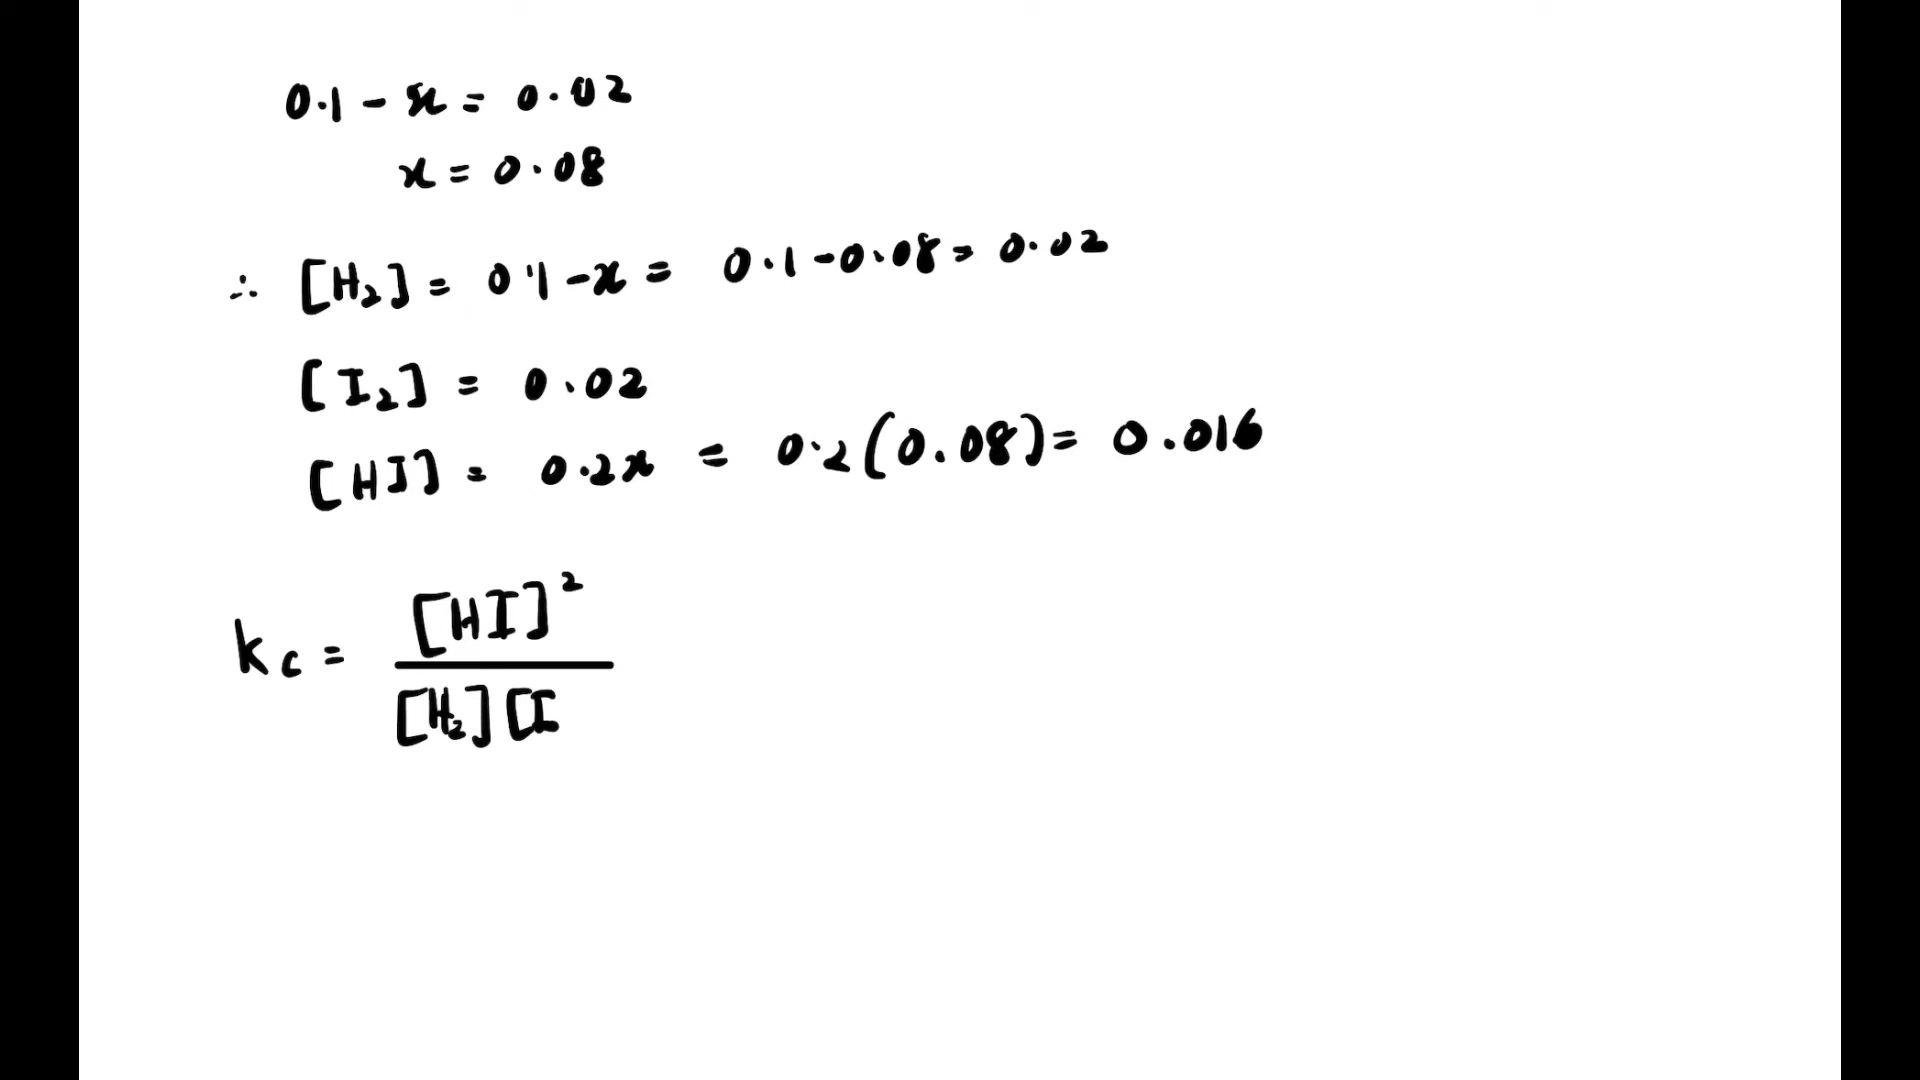 0.1 - x = 0.02
x = 0.08
∴ [H₂] = 0.1 - x = 0.1 - 0.08 = 0.02
[I₂] = 0.02
[HI] = 0.2x = 0.2(0.08) = 0.016
kc = [HI]² / [H₂][I